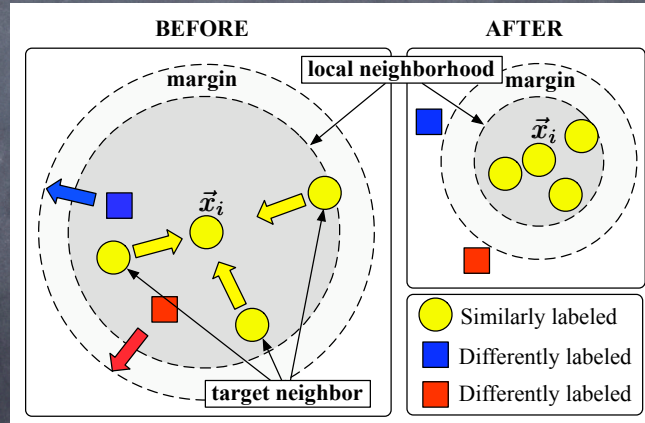 BEFORE
AFTER
local neighborhood
margin
margin
x⃗i
x⃗i
target neighbor
Similarly labeled
Differently labeled
Differently labeled